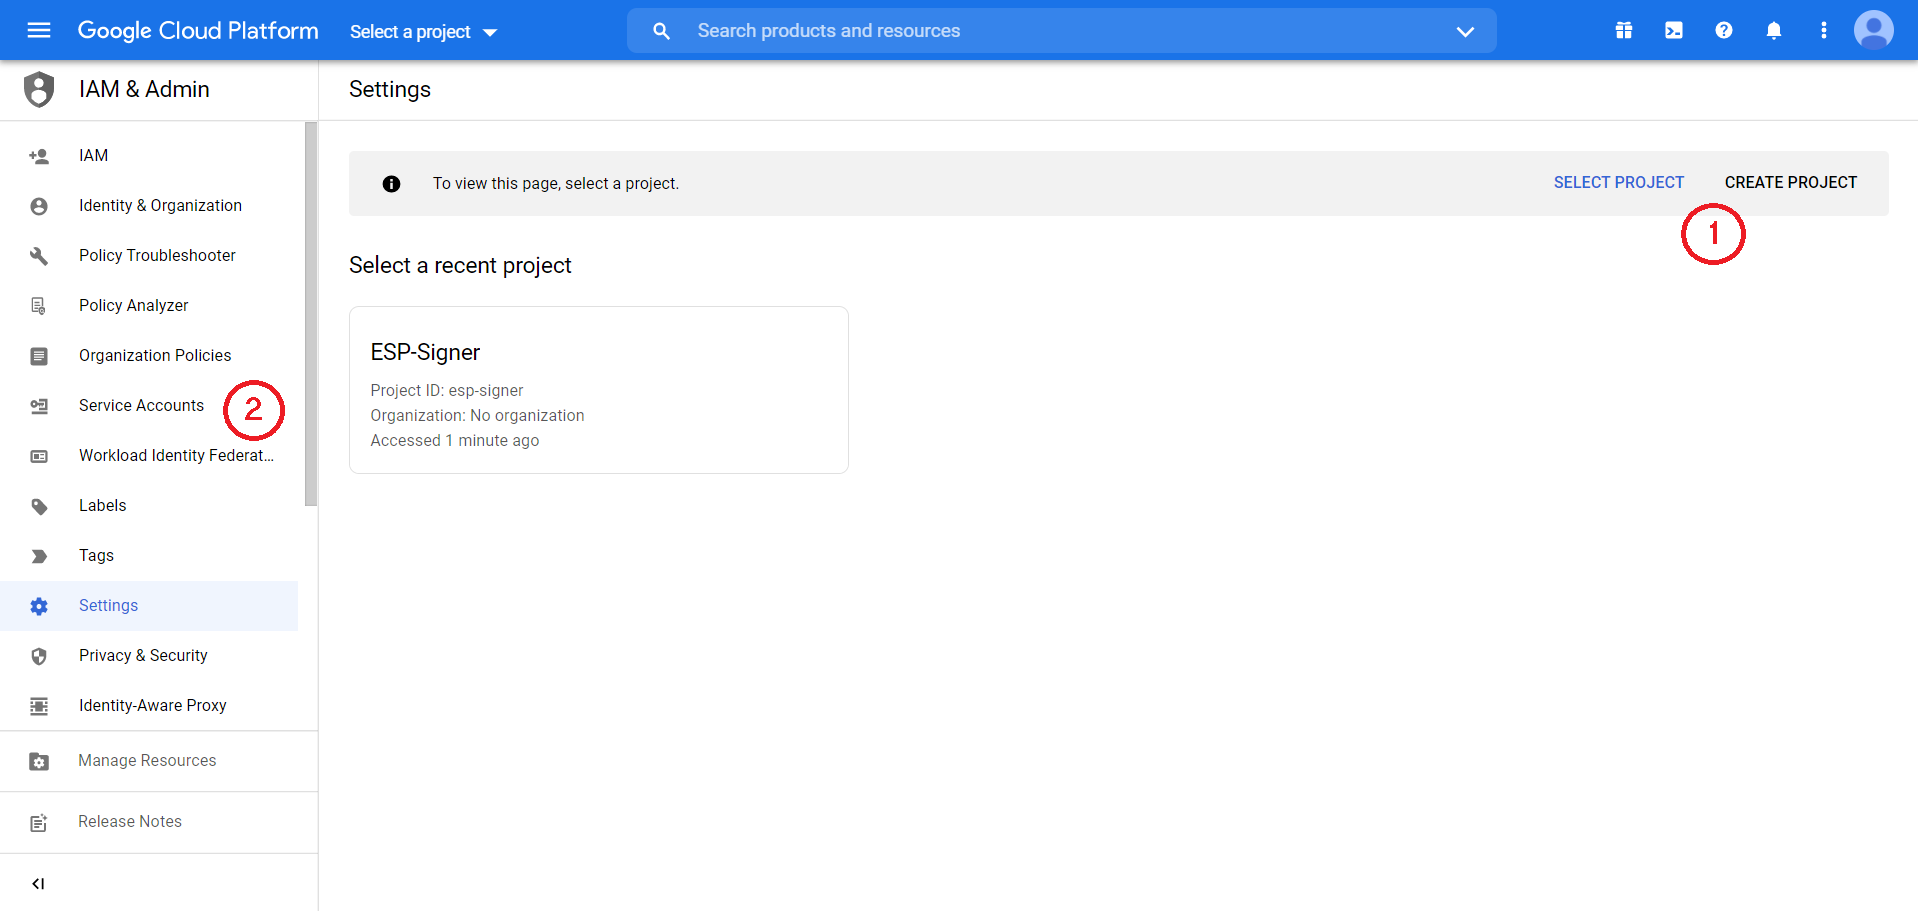 Google Cloud Platform
Select a project
Search products and resources
IAM & Admin
Settings
IAM
Identity & Organization
Policy Troubleshooter
Policy Analyzer
Organization Policies
Service Accounts
2
Workload Identity Federat...
Labels
Tags
Settings
Privacy & Security
Identity-Aware Proxy
Manage Resources
Release Notes
To view this page, select a project.
SELECT PROJECT
CREATE PROJECT
1
Select a recent project
ESP-Signer
Project ID: esp-signer
Organization: No organization
Accessed 1 minute ago